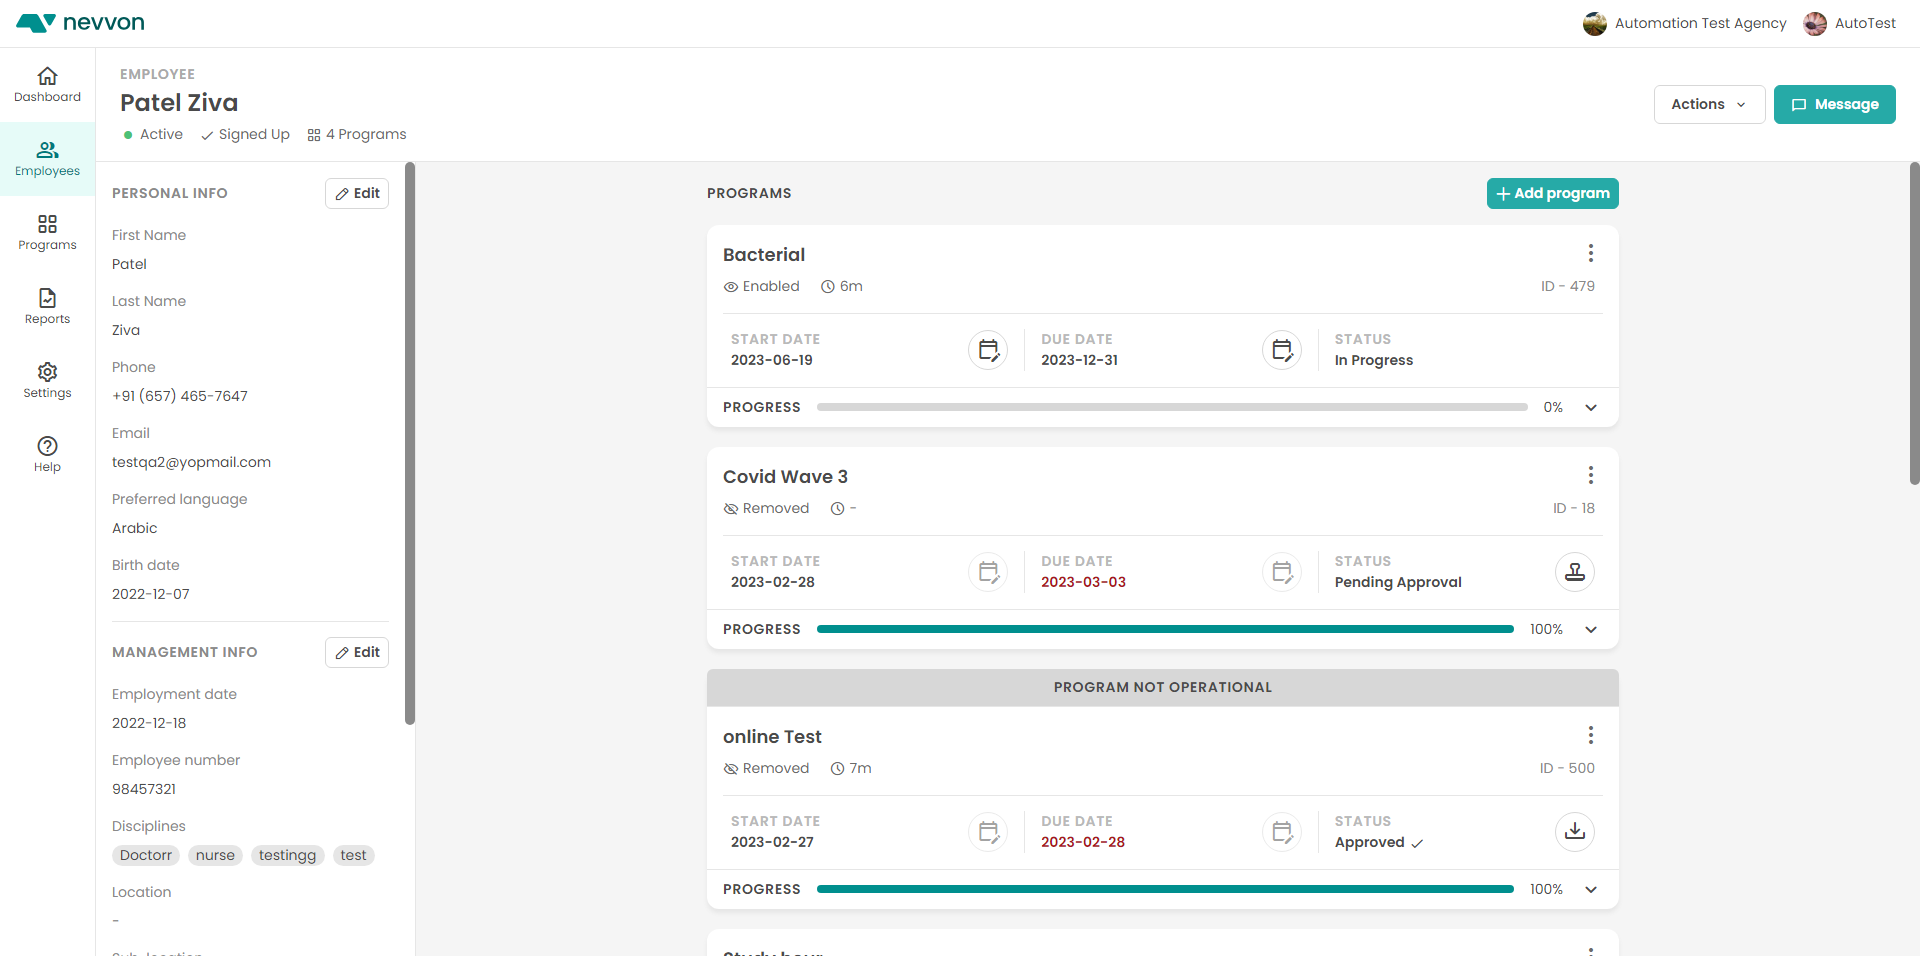 nevvon
Automation Test Agency
AutoTest
Dashboard
Employees
Programs
Reports
Settings
Help
EMPLOYEE
Patel Ziva
Active
Signed Up
4 Programs
Actions
Message
PERSONAL INFO
Edit
First Name
Patel
Last Name
Ziva
Phone
+91 (657) 465-7647
Email
testqa2@yopmail.com
Preferred language
Arabic
Birth date
2022-12-07
MANAGEMENT INFO
Edit
Employment date
2022-12-18
Employee number
98457321
Disciplines
Doctorr nurse testingg test
Location
-
PROGRAMS
+ Add program
Bacterial
Enabled 6m ID - 479
START DATE DUE DATE STATUS
2023-06-19 2023-12-31 In Progress
PROGRESS 0%
Covid Wave 3
Removed - ID - 18
START DATE DUE DATE STATUS
2023-02-28 2023-03-03 Pending Approval
PROGRESS 100%
PROGRAM NOT OPERATIONAL
online Test
Removed 7m ID - 500
START DATE DUE DATE STATUS
2023-02-27 2023-02-28 Approved
PROGRESS 100%